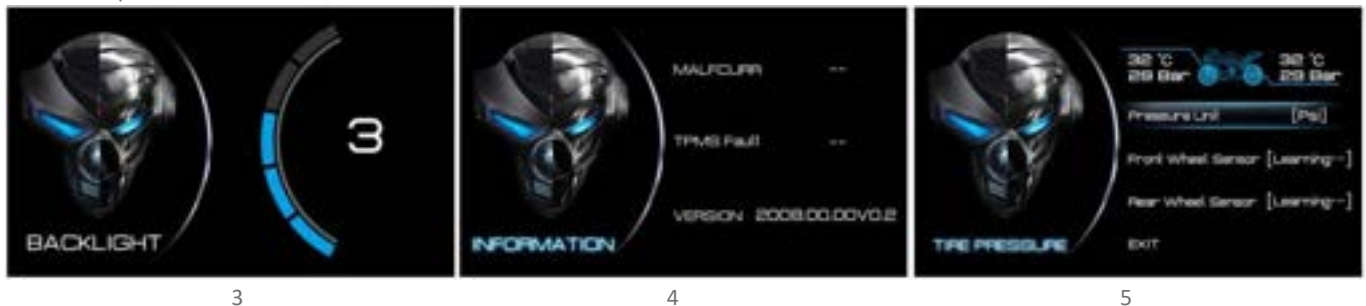 3
BACKLIGHT
MALFCURR --
TPMS Fault --
VERSION 2008.00.00V0.2
INFORMATION
32 °C 32 °C
29 Bar 29 Bar
Pressure Unit [Psi]
Front Wheel Sensor [Learning--]
Rear Wheel Sensor [Learning--]
TIRE PRESSURE EXIT
3 4 5